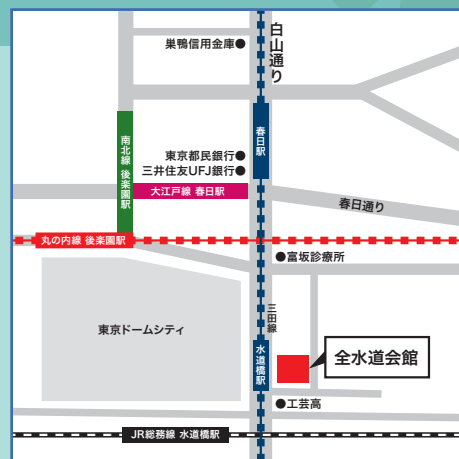 白山通り
巣鴨信用金庫●
春日駅
南北線 後楽園駅
東京都民銀行●
三井住友UFJ銀行●
大江戸線 春日駅
春日通り
丸の内線 後楽園駅
●富坂診療所
三田線
東京ドームシティ
水道橋駅
全水道会館
●工芸高
JR総務線 水道橋駅